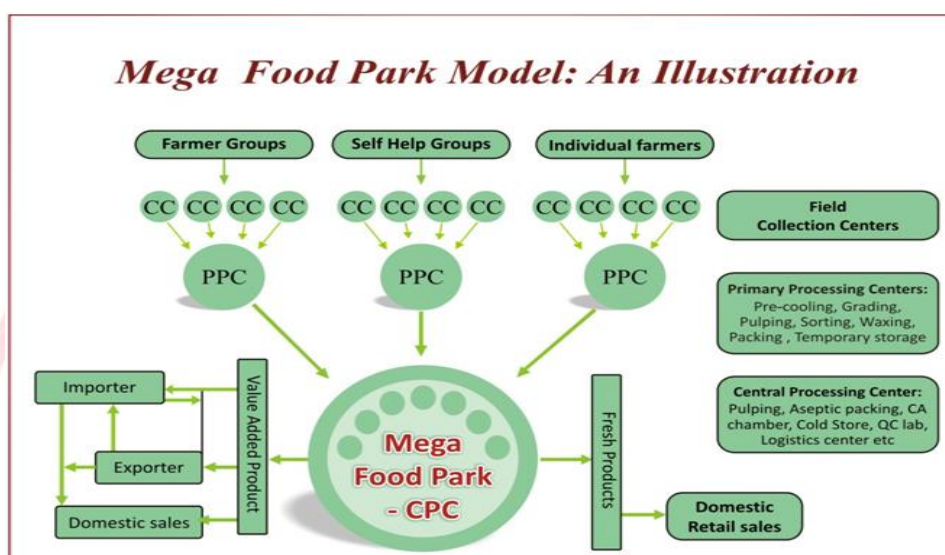 Mega Food Park Model: An Illustration
Farmer Groups
Self Help Groups
Individual farmers
CC CC CC CC
CC CC CC CC
CC CC CC CC
Field
Collection Centers
PPC
PPC
PPC
Primary Processing Centers:
Pre-cooling, Grading,
Pulping, Sorting, Waxing,
Packing , Temporary storage
Central Processing Center:
Pulping, Aseptic packing, CA
chamber, Cold Store, QC lab,
Logistics center etc
Importer
Exporter
Domestic sales
Value Added Product
Mega
Food Park
- CPC
Fresh Products
Domestic
Retail sales